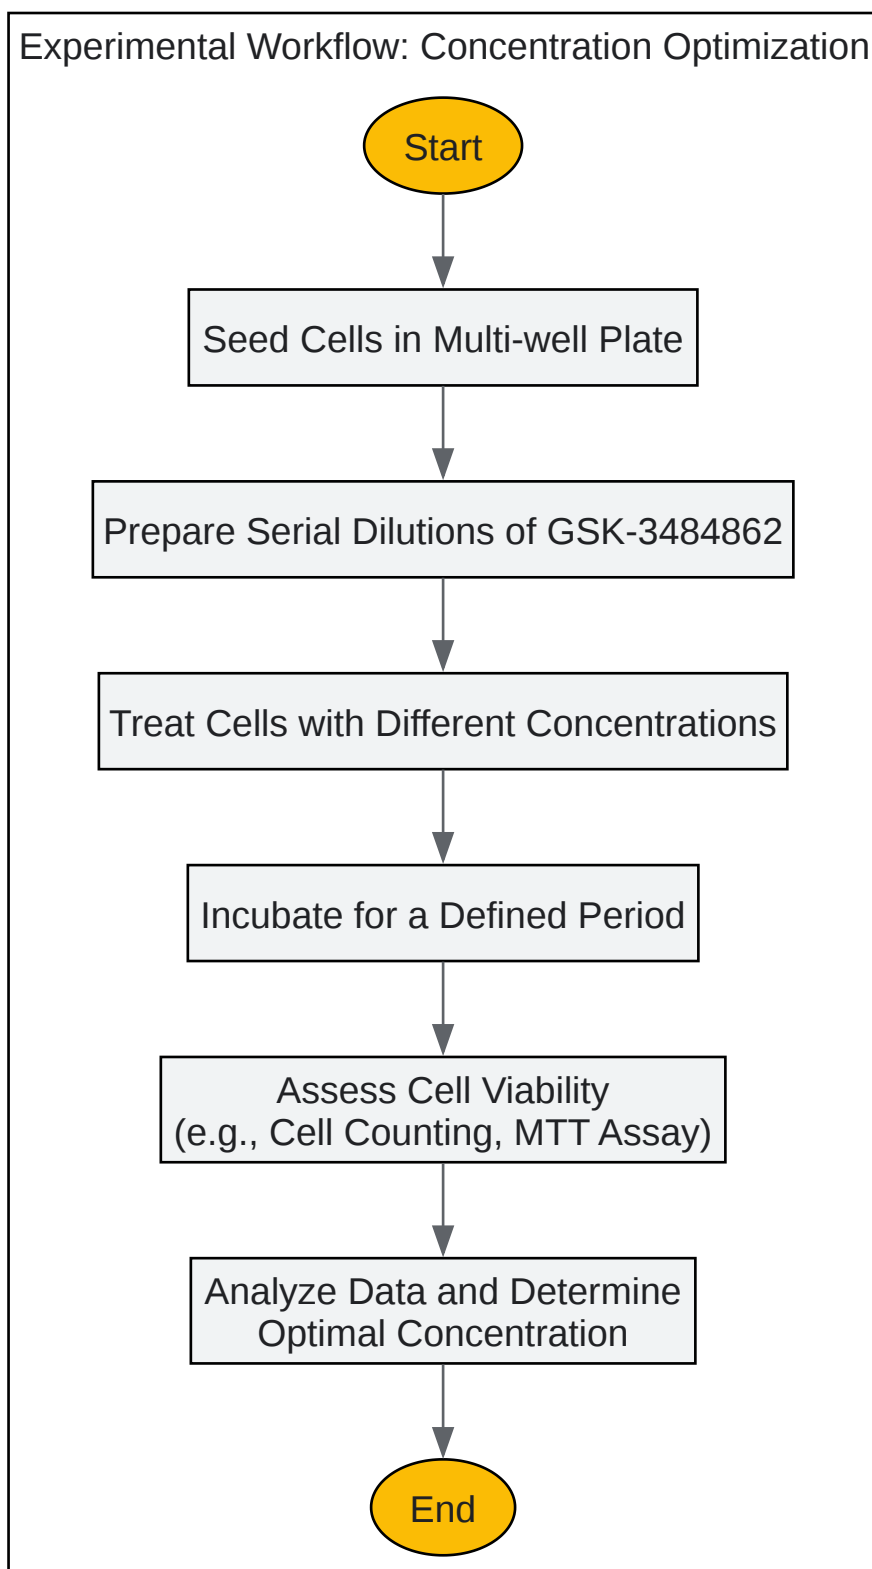 Experimental Workflow: Concentration Optimization
Start
Seed Cells in Multi-well Plate
Prepare Serial Dilutions of GSK-3484862
Treat Cells with Different Concentrations
Incubate for a Defined Period
Assess Cell Viability
(e.g., Cell Counting, MTT Assay)
Analyze Data and Determine
Optimal Concentration
End